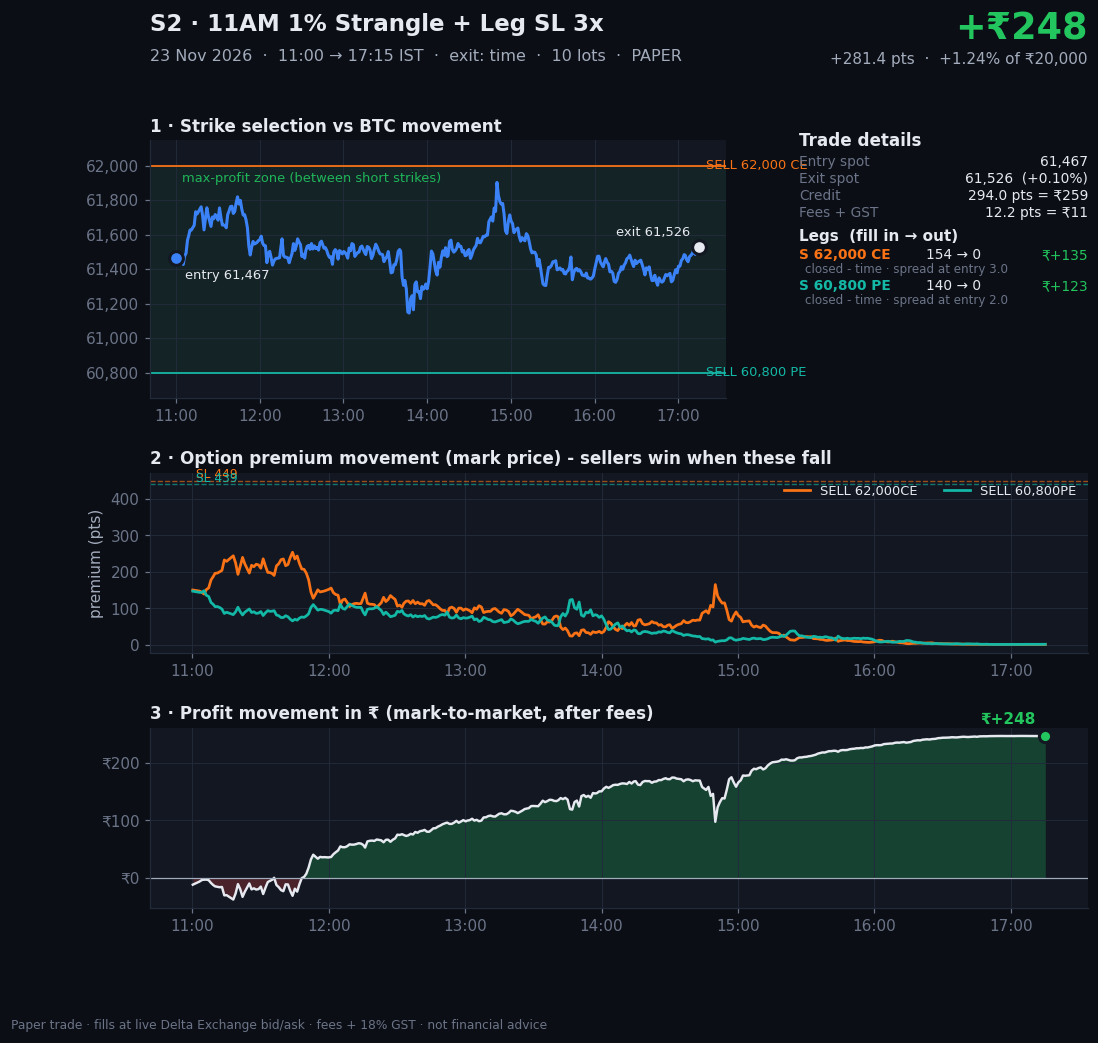 S2 · 11AM 1% Strangle + Leg SL 3x
+₹248
23 Nov 2026 · 11:00 → 17:15 IST · exit: time · 10 lots · PAPER
+281.4 pts · +1.24% of ₹20,000
1 · Strike selection vs BTC movement
62,000
61,800
61,600
61,400
61,200
61,000
60,800
SELL 62,000 CE
max-profit zone (between short strikes)
exit 61,526
entry 61,467
SELL 60,800 PE
11:00 12:00 13:00 14:00 15:00 16:00 17:00
Trade details
Entry spot 61,467
Exit spot 61,526 (+0.10%)
Credit 294.0 pts = ₹259
Fees + GST 12.2 pts = ₹11
Legs (fill in → out)
S 62,000 CE 154 → 0 ₹+135
closed - time · spread at entry 3.0
S 60,800 PE 140 → 0 ₹+123
closed - time · spread at entry 2.0
2 · Option premium movement (mark price) - sellers win when these fall
SL 449
SL 439
SELL 62,000CE SELL 60,800PE
premium (pts)
400
300
200
100
0
11:00 12:00 13:00 14:00 15:00 16:00 17:00
3 · Profit movement in ₹ (mark-to-market, after fees)
₹+248
₹200
₹100
₹0
11:00 12:00 13:00 14:00 15:00 16:00 17:00
Paper trade · fills at live Delta Exchange bid/ask · fees + 18% GST · not financial advice